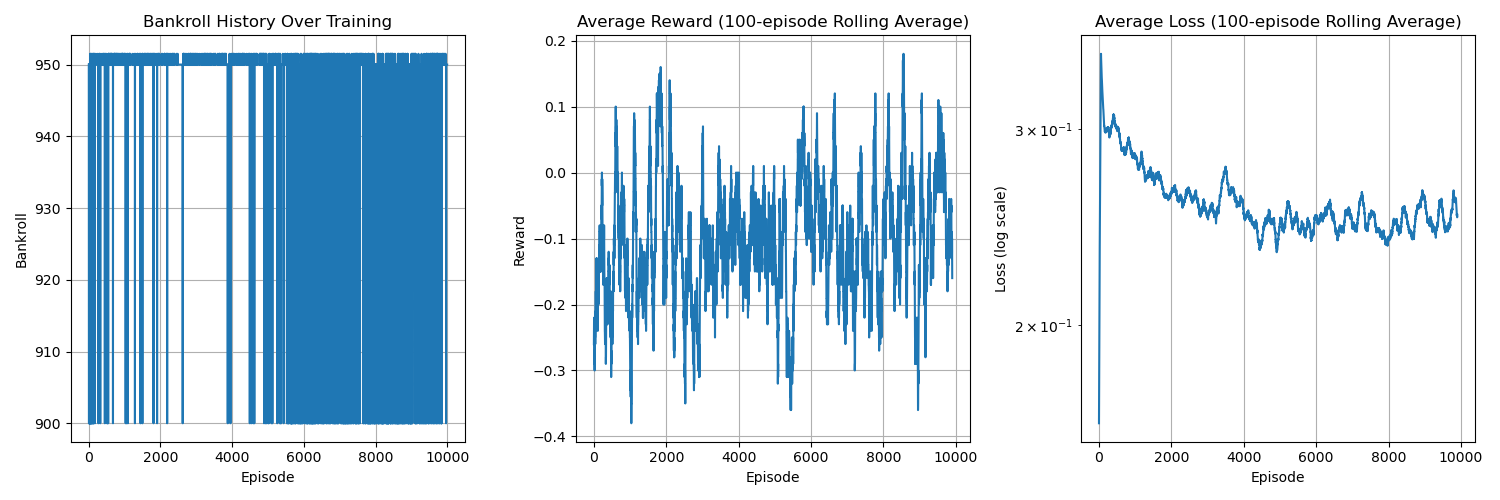 Bankroll History Over Training
Bankroll
950
940
930
920
910
900
0 2000 4000 6000 8000 10000
Episode
Average Reward (100-episode Rolling Average)
Reward
0.2
0.1
0.0
−0.1
−0.2
−0.3
−0.4
0 2000 4000 6000 8000 10000
Episode
Average Loss (100-episode Rolling Average)
Loss (log scale)
3 × 10⁻¹
2 × 10⁻¹
0 2000 4000 6000 8000 10000
Episode